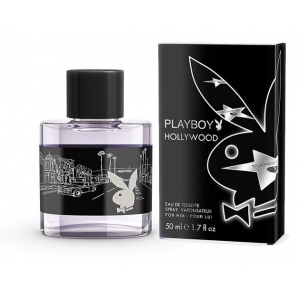 PLAYBOY
HOLLYWOOD
EAU DE TOILETTE
SPRAY VAPORISATEUR
FOR HIM - POUR LUI
50 ml ℮ 1.7 fl oz